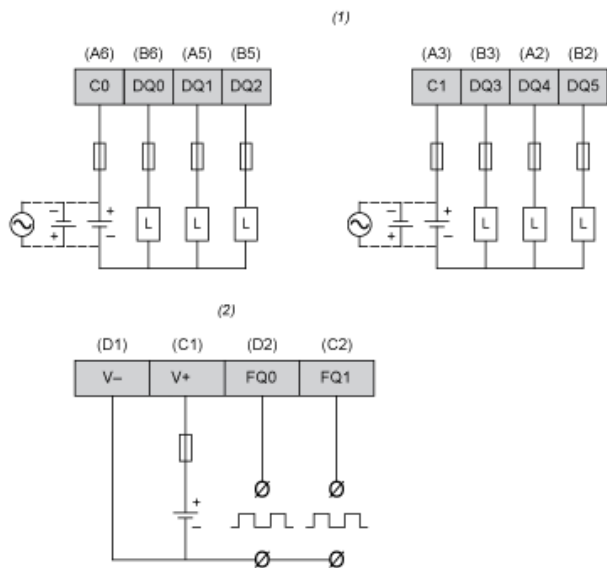 (1)
(A6) (B6) (A5) (B5)
C0 DQ0 DQ1 DQ2
(A3) (B3) (A2) (B2)
C1 DQ3 DQ4 DQ5
− + + − L L L
− + + − L L L
(2)
(D1) (C1) (D2) (C2)
V− V+ FQ0 FQ1
+
−